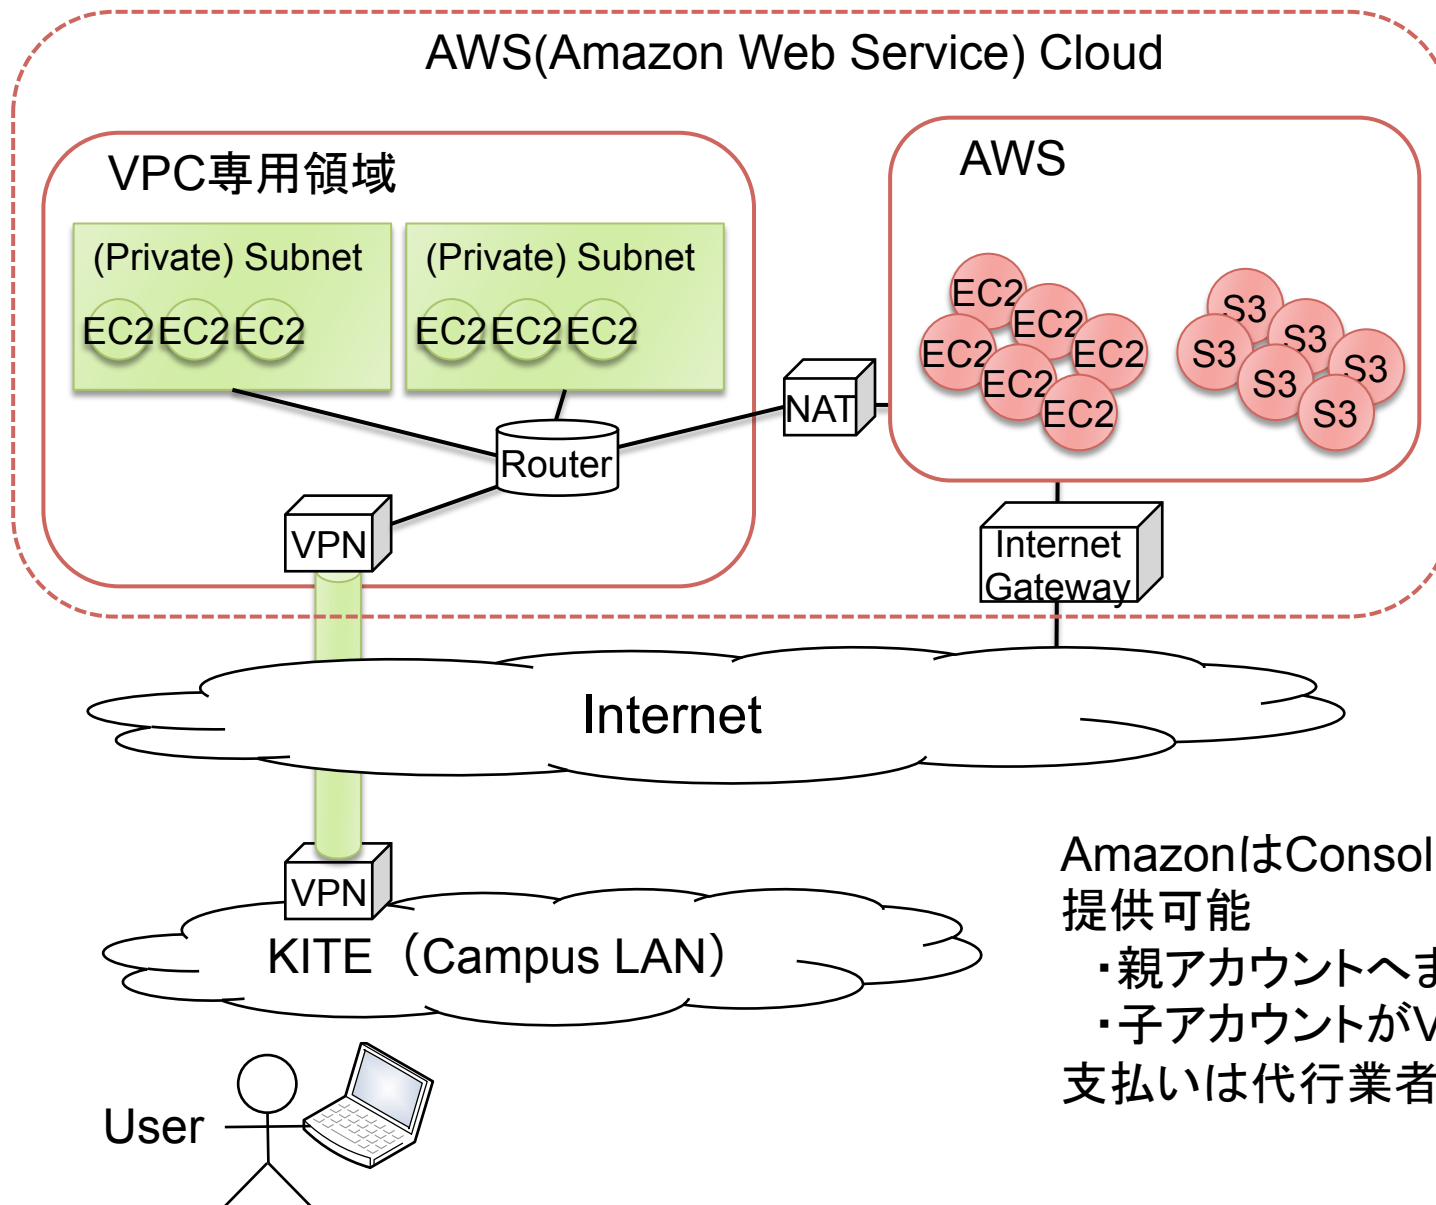 AWS(Amazon Web Service) Cloud
VPC専用領域
AWS
(Private) Subnet
(Private) Subnet
EC2 EC2 EC2
EC2 EC2 EC2
EC2
EC2
EC2
EC2
EC2
EC2
S3
S3
S3
S3
S3
S3
NAT
Router
VPN
Internet
Gateway
Internet
VPN
KITE（Campus LAN）
AmazonはConsol
提供可能
・親アカウントへま
・子アカウントがV
支払いは代行業者
User